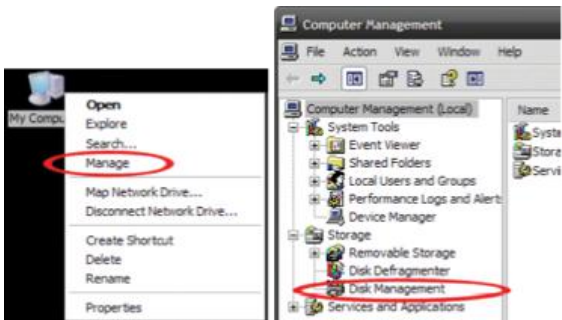 My Compu
Open
Explore
Search...
Manage
Map Network Drive...
Disconnect Network Drive...
Create Shortcut
Delete
Rename
Properties
Computer Management
File Action View Window Help
Computer Management (Local)
System Tools
Event Viewer
Shared Folders
Local Users and Groups
Performance Logs and Alert
Device Manager
Storage
Removable Storage
Disk Defragmenter
Disk Management
Services and Applications
Name
Syste
Stora
Servi